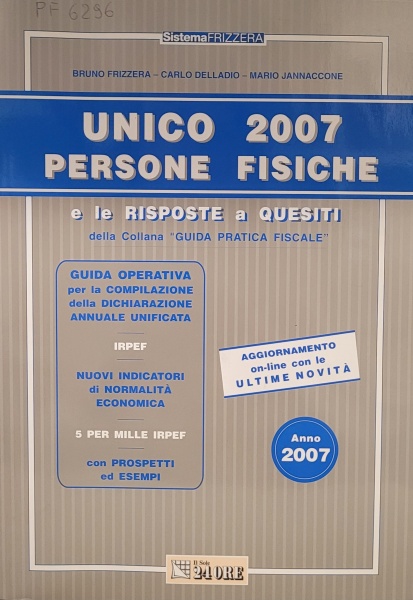 PF 6296
SistemaFRIZZERA
BRUNO FRIZZERA – CARLO DELLADIO – MARIO JANNACCONE
UNICO 2007
PERSONE FISICHE
e le RISPOSTE a QUESITI
della Collana "GUIDA PRATICA FISCALE"
GUIDA OPERATIVA
per la COMPILAZIONE
della DICHIARAZIONE
ANNUALE UNIFICATA
IRPEF
NUOVI INDICATORI
di NORMALITÀ
ECONOMICA
5 PER MILLE IRPEF
con PROSPETTI
ed ESEMPI
AGGIORNAMENTO
on-line con le
ULTIME NOVITÀ
Anno
2007
Il Sole
24 ORE